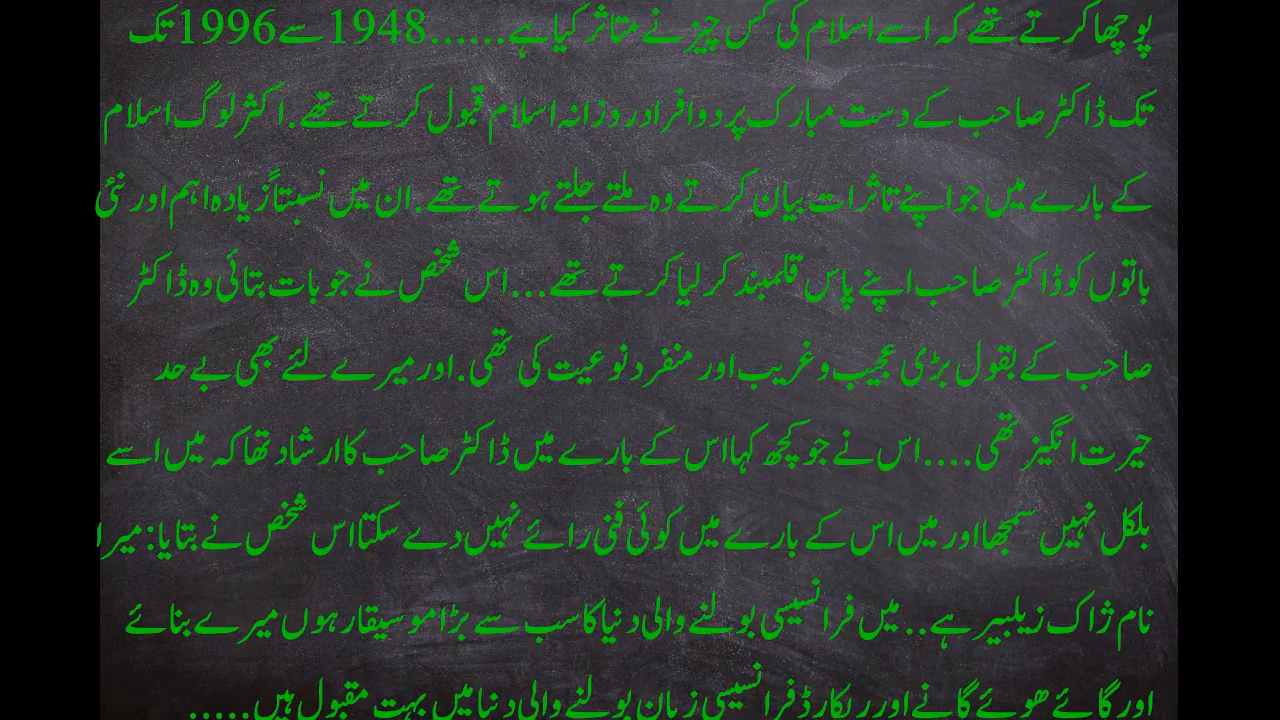 پوچھا کرتے تھے کہ اسے اسلام کی کس چیز نے متاثر کیا ہے......1948 سے 1996 تک
تک ڈاکٹر صاحب کے دست مبارک پر دو افراد روزانہ اسلام قبول کرتے تھے.اکثر لوگ اسلام
کے بارے میں جو اپنے تاثرات بیان کرتے وہ ملتے جلتے ہوتے تھے.ان میں نسبتاً زیادہ اہم اور نئی
باتوں کو ڈاکٹر صاحب اپنے پاس قلمبند کر لیا کرتے تھے...اس شخص نے جو بات بتائی وہ ڈاکٹر
صاحب کے بقول بڑی عجیب و غریب اور منفرد نوعیت کی تھی.اور میرے لئے بھی بے حد
حیرت انگیز تھی....اس نے جو کچھ کہا اس کے بارے میں ڈاکٹر صاحب کا ارشاد تھا کہ میں اسے
بلکل نہیں سمجھا اور میں اس کے بارے میں کوئی فنی رائے نہیں دے سکتا اس شخص نے بتایا: میرا
نام ژاک ژیلبیر ہے.. میں فرانسیسی بولنے والی دنیا کا سب سے بڑا موسیقار ہوں میرے بنائے
اور گائے ھوئے گانے اور ریکارڈ فرانسیسی زبان بولنے والی دنیا میں بہت مقبول ہیں.....